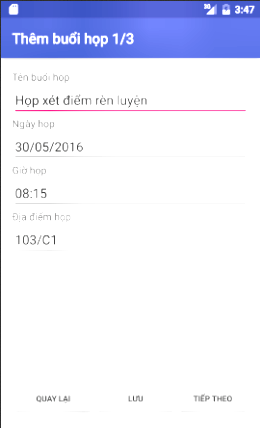 3G 3:47
Thêm buổi họp 1/3
Tên buổi họp
Họp xét điểm rèn luyện
Ngày họp
30/05/2016
Giờ họp
08:15
Địa điểm họp
103/C1
QUAY LẠI LƯU TIẾP THEO